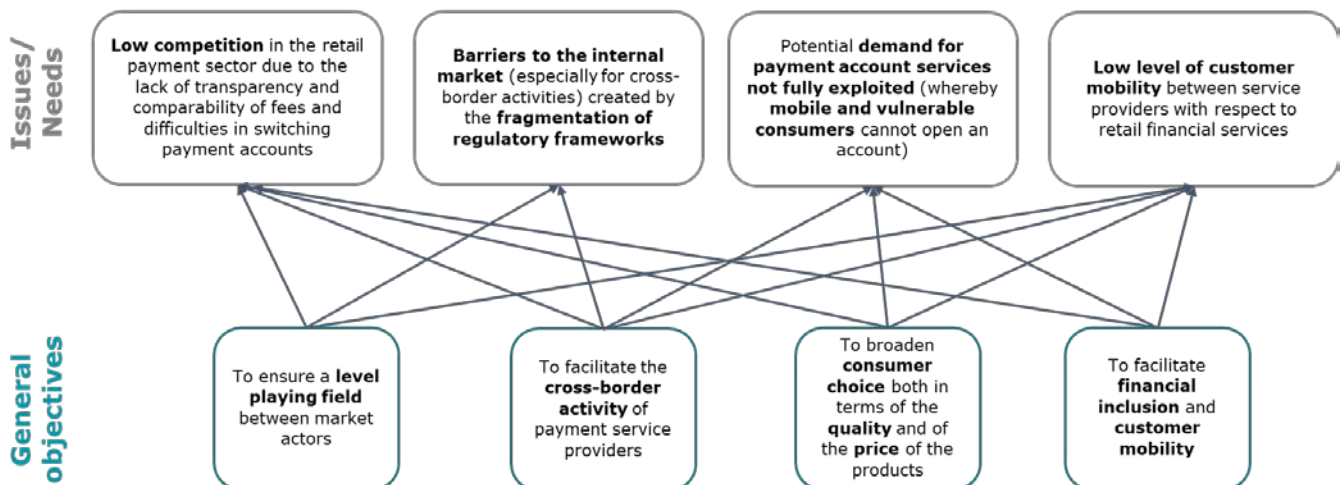 Issues/
Needs
Low competition in the retail
payment sector due to the
lack of transparency and
comparability of fees and
difficulties in switching
payment accounts
Barriers to the internal
market (especially for cross-
border activities) created by
the fragmentation of
regulatory frameworks
Potential demand for
payment account services
not fully exploited (whereby
mobile and vulnerable
consumers cannot open an
account)
Low level of customer
mobility between service
providers with respect to
retail financial services
General
objectives
To ensure a level
playing field
between market
actors
To facilitate the
cross-border
activity of
payment service
providers
To broaden
consumer
choice both in
terms of the
quality and of
the price of the
products
To facilitate
financial
inclusion and
customer
mobility